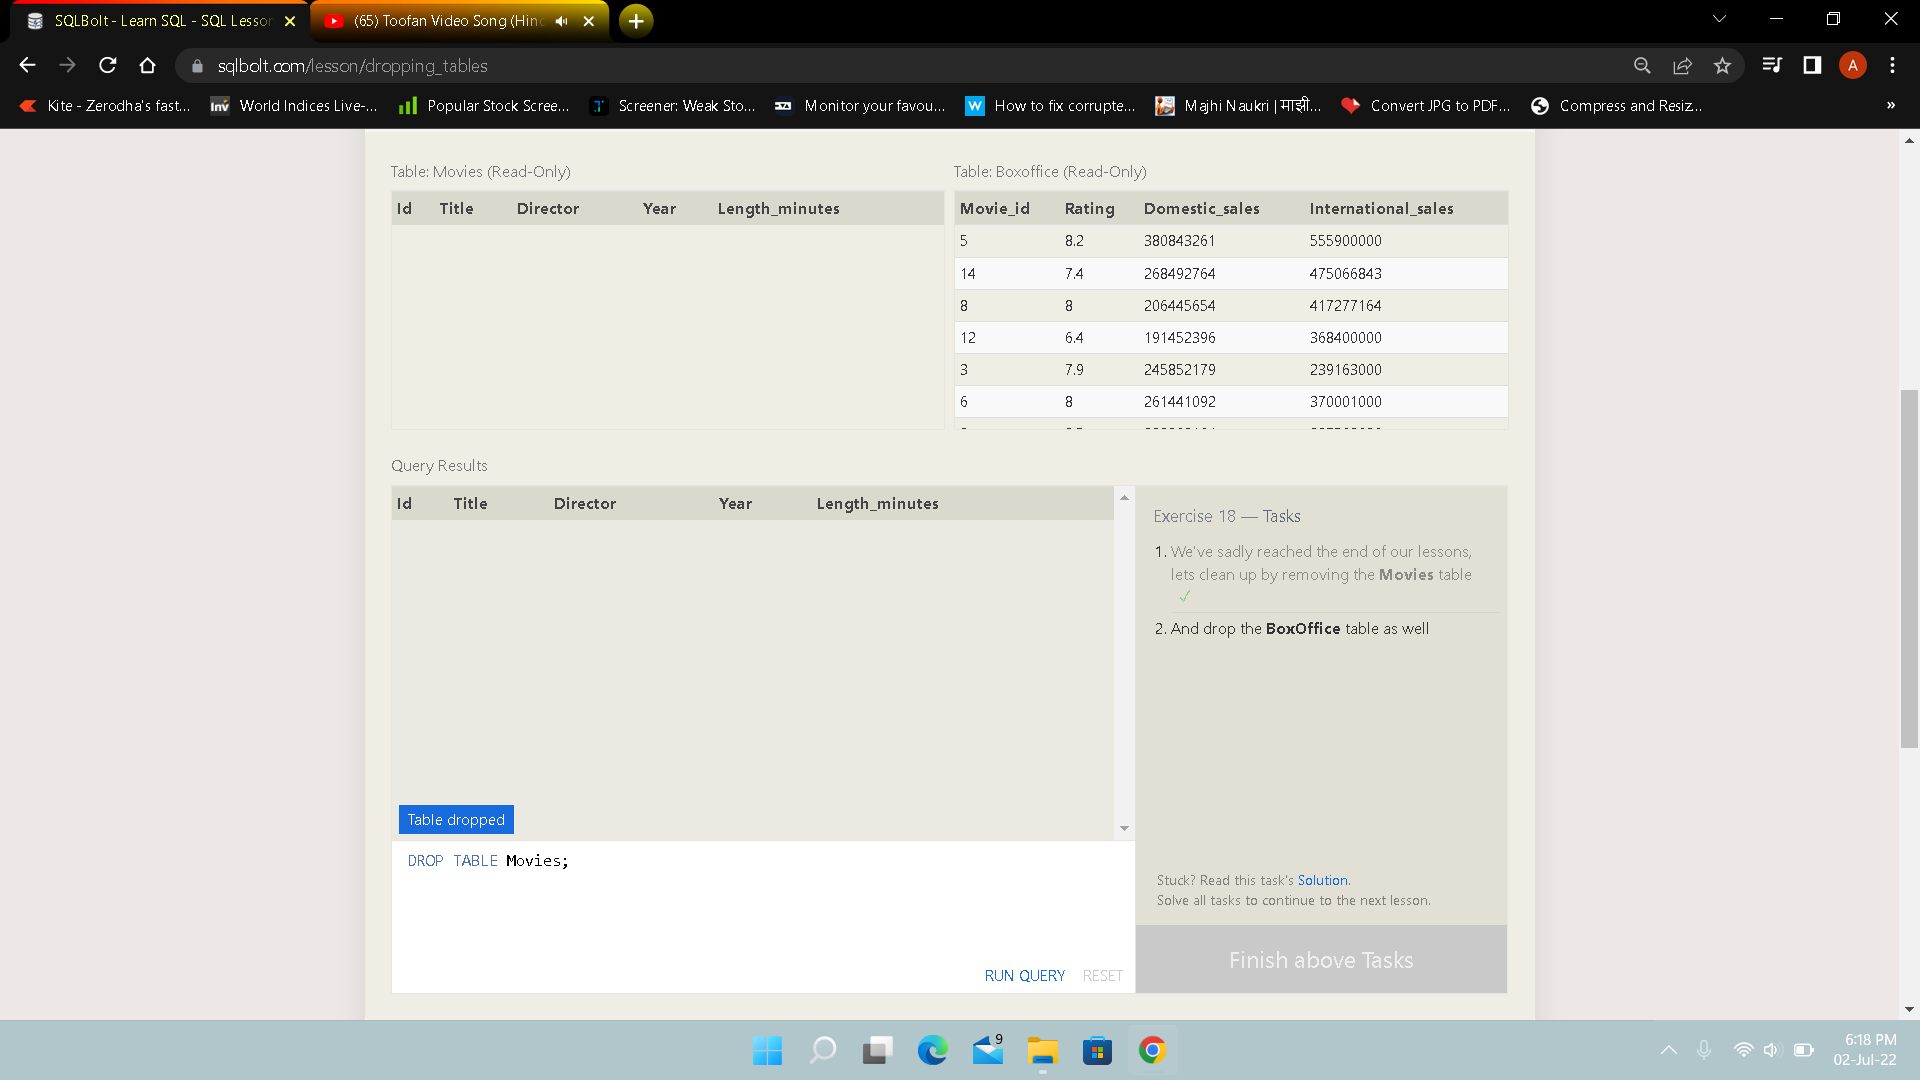 SQLBolt - Learn SQL - SQL Lesson
(65) Toofan Video Song (Hind
sqlbolt.com/lesson/dropping_tables
A
Kite - Zerodha's fast...
World Indices Live-...
Popular Stock Scree...
Screener: Weak Sto...
Monitor your favou...
How to fix corrupte...
Majhi Naukri | माझी...
Convert JPG to PDF...
Compress and Resiz...
»
Table: Movies (Read-Only)
Id Title Director Year Length_minutes
Table: Boxoffice (Read-Only)
Movie_id Rating Domestic_sales International_sales
5 8.2 380843261 555900000
14 7.4 268492764 475066843
8 8 206445654 417277164
12 6.4 191452396 368400000
3 7.9 245852179 239163000
6 8 261441092 370001000
Query Results
Id Title Director Year Length_minutes
Table dropped
DROP TABLE Movies;
RUN QUERY RESET
Exercise 18 — Tasks
1. We've sadly reached the end of our lessons,
lets clean up by removing the Movies table
✓
2. And drop the BoxOffice table as well
Stuck? Read this task's Solution.
Solve all tasks to continue to the next lesson.
Finish above Tasks
9
6:18 PM
02-Jul-22